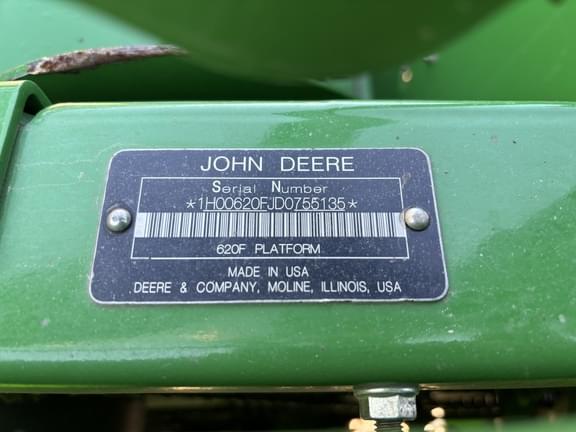 JOHN DEERE
Serial Number
*1H00620FJD0755135*
620F PLATFORM
MADE IN USA
DEERE & COMPANY, MOLINE, ILLINOIS, USA